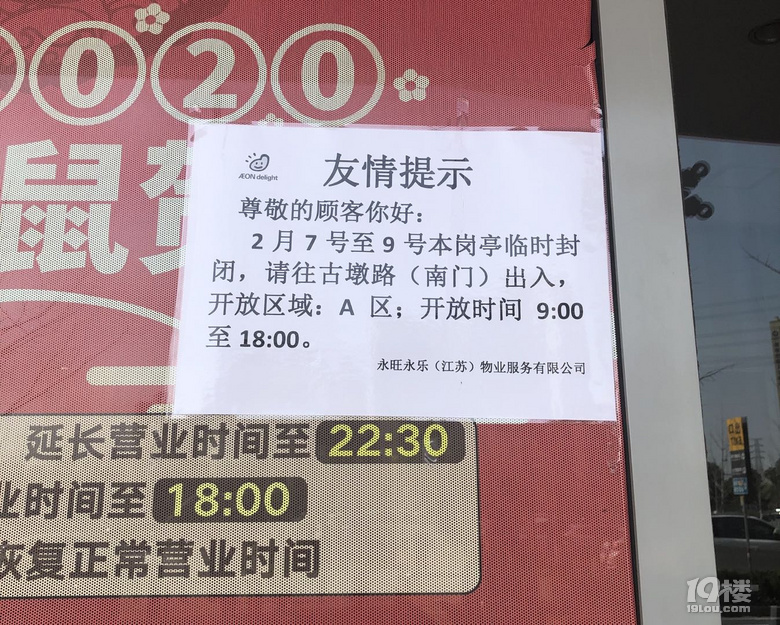 2020
鼠贺
ÆON delight
友情提示
尊敬的顾客你好：
2 月 7 号至 9 号本岗亭临时封
闭，请往古墩路（南门）出入，
开放区域：A 区；开放时间 9:00
至 18:00。
永旺永乐（江苏）物业服务有限公司
延长营业时间至 22:30
业时间至 18:00
恢复正常营业时间
19楼
19lou.com